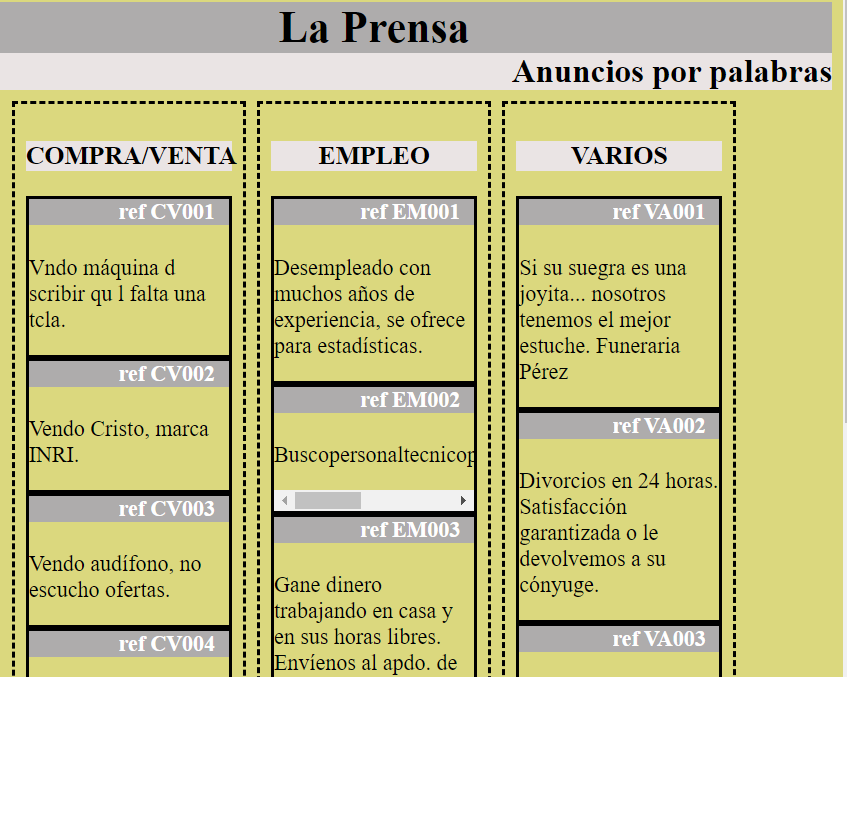 La Prensa
Anuncios por palabras
COMPRA/VENTA
ref CV001
Vndo máquina d
scribir qu l falta una
tcla.
ref CV002
Vendo Cristo, marca
INRI.
ref CV003
Vendo audífono, no
escucho ofertas.
ref CV004
EMPLEO
ref EM001
Desempleado con
muchos años de
experiencia, se ofrece
para estadísticas.
ref EM002
Buscopersonaltecnicop
ref EM003
Gane dinero
trabajando en casa y
en sus horas libres.
Envíenos al apdo. de
VARIOS
ref VA001
Si su suegra es una
joyita... nosotros
tenemos el mejor
estuche. Funeraria
Pérez
ref VA002
Divorcios en 24 horas.
Satisfacción
garantizada o le
devolvemos a su
cónyuge.
ref VA003